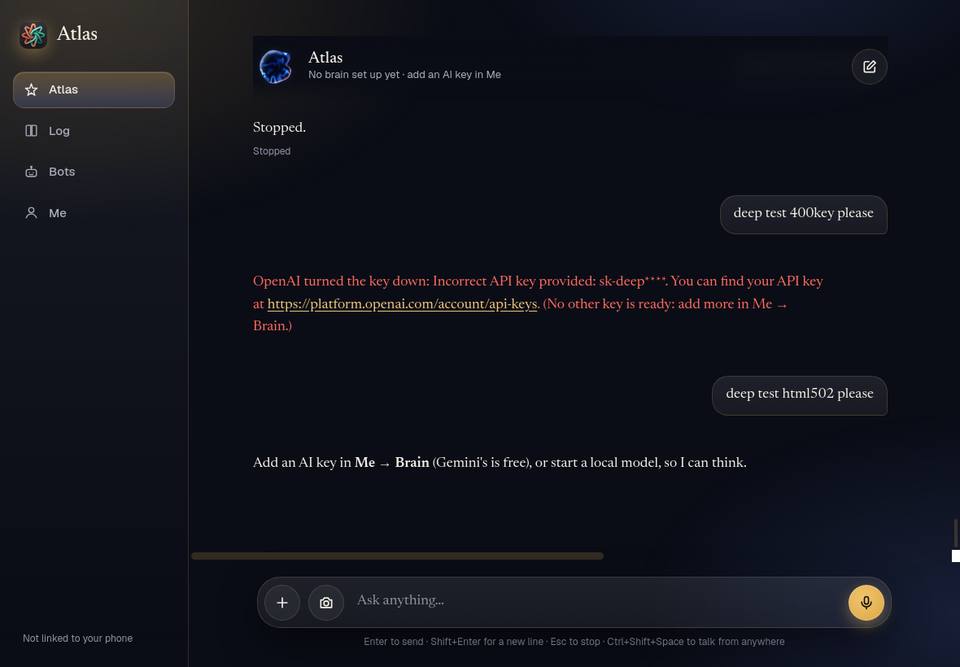 Atlas
Atlas
Log
Bots
Me
Not linked to your phone
Atlas
No brain set up yet · add an AI key in Me
Stopped.
Stopped
deep test 400key please
OpenAI turned the key down: Incorrect API key provided: sk-deep****. You can find your API key
at https://platform.openai.com/account/api-keys. (No other key is ready: add more in Me →
Brain.)
deep test html502 please
Add an AI key in Me → Brain (Gemini's is free), or start a local model, so I can think.
Ask anything...
Enter to send · Shift+Enter for a new line · Esc to stop · Ctrl+Shift+Space to talk from anywhere